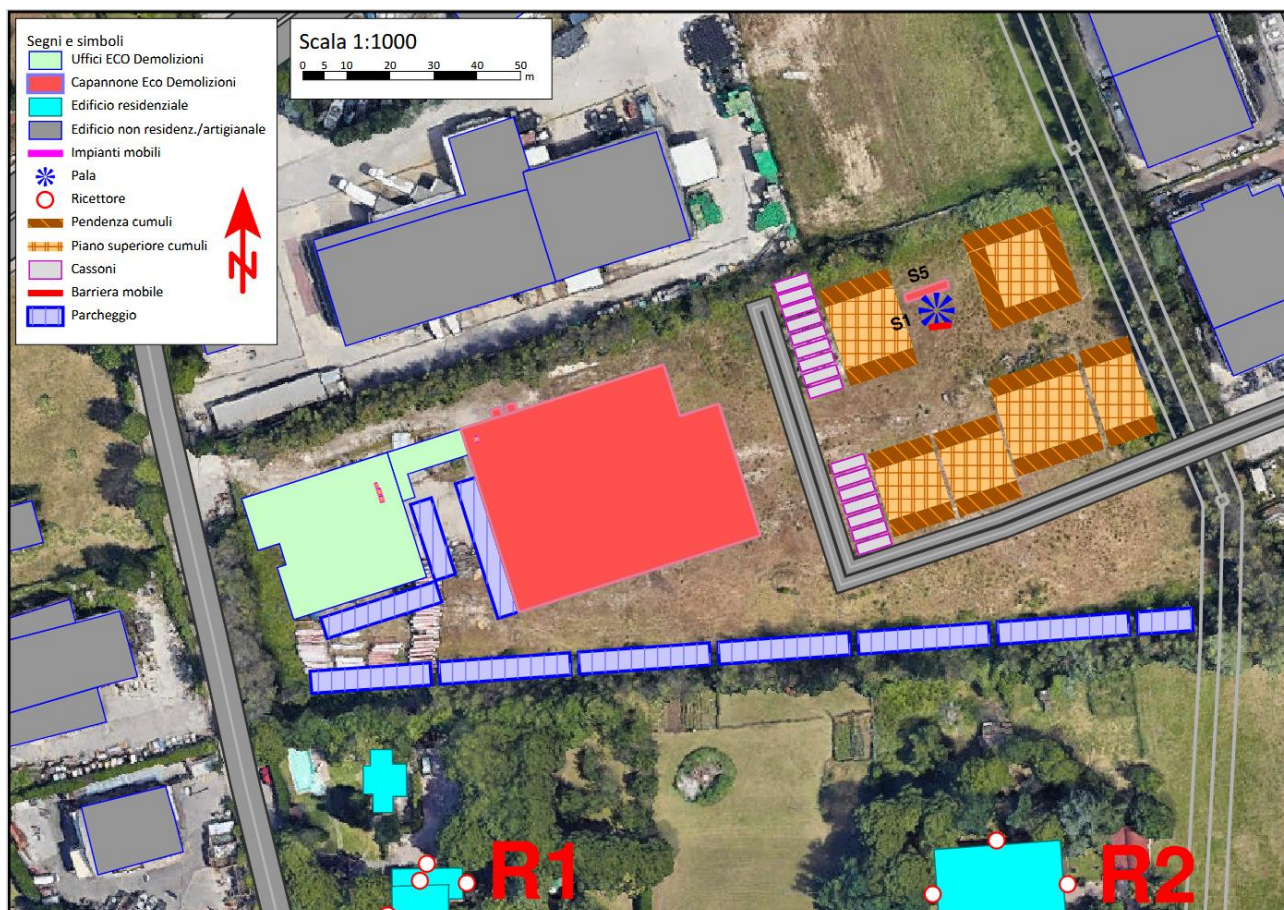 Segni e simboli
Uffici ECO Demolizioni
Capannone Eco Demolizioni
Edificio residenziale
Edificio non residenz./artigianale
Impianti mobili
Pala
Ricettore
Pendenza cumuli
Piano superiore cumuli
Cassoni
Barriera mobile
Parcheggio
N
Scala 1:1000
0 5 10 20 30 40 50
m
S5
S1
R1
R2